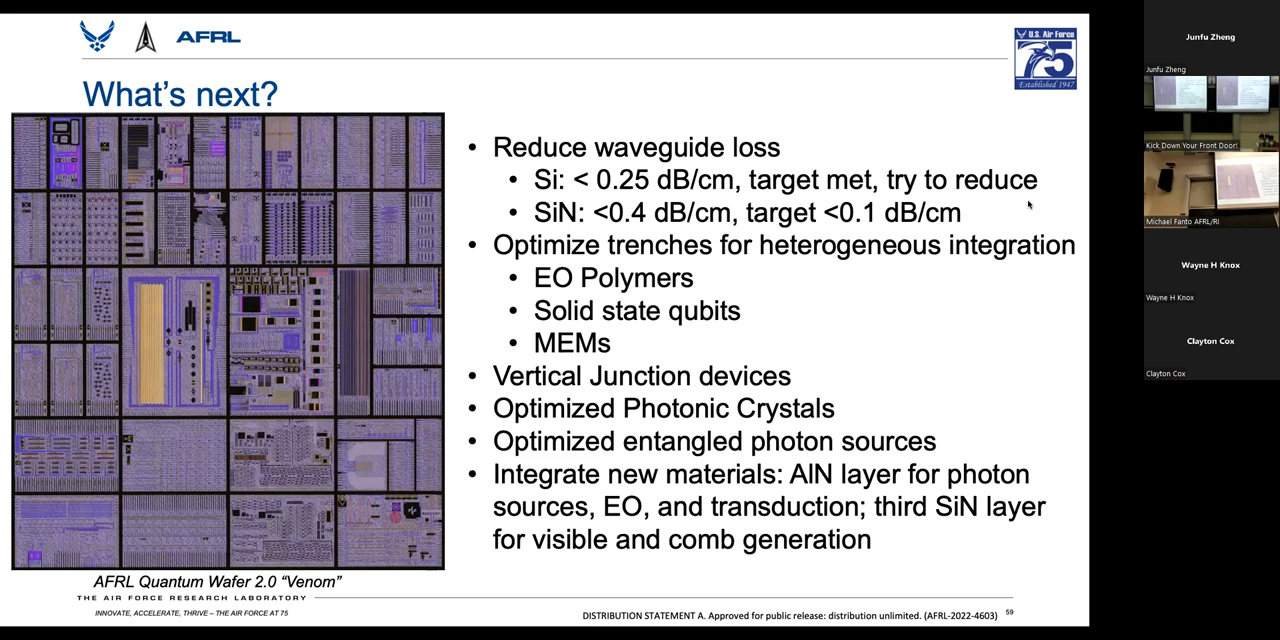 AFRL
U.S. Air Force
75
Established 1947
What's next?
• Reduce waveguide loss
• Si: < 0.25 dB/cm, target met, try to reduce
• SiN: <0.4 dB/cm, target <0.1 dB/cm
• Optimize trenches for heterogeneous integration
• EO Polymers
• Solid state qubits
• MEMs
• Vertical Junction devices
• Optimized Photonic Crystals
• Optimized entangled photon sources
• Integrate new materials: AlN layer for photon
sources, EO, and transduction; third SiN layer
for visible and comb generation
AFRL Quantum Wafer 2.0 “Venom”
THE AIR FORCE RESEARCH LABORATORY
INNOVATE, ACCELERATE, THRIVE – THE AIR FORCE AT 75
DISTRIBUTION STATEMENT A. Approved for public release: distribution unlimited. (AFRL-2022-4603)
59
Junfu Zheng
Junfu Zheng
Kick Down Your Front Door!
Michael Fanto AFRL/RI
Wayne H Knox
Wayne H Knox
Clayton Cox
Clayton Cox